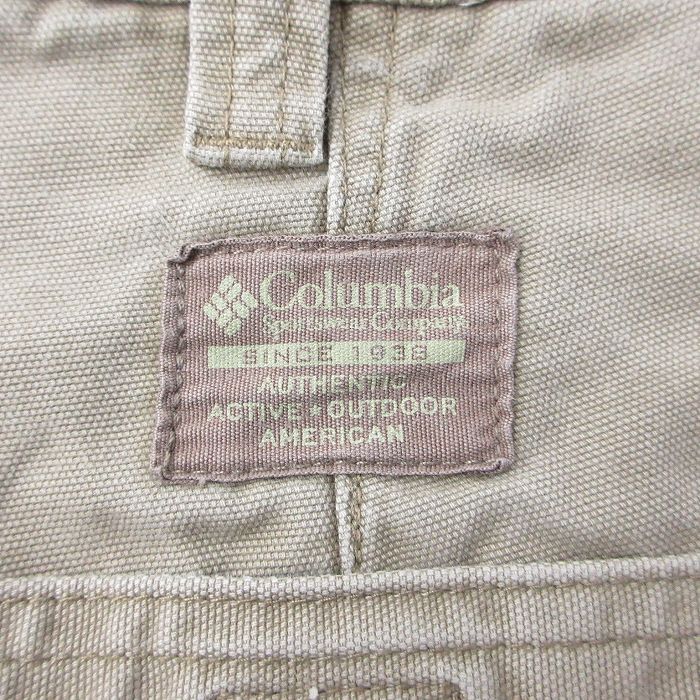 Columbia
Sportswear Company
SINCE 1938
AUTHENTIC
ACTIVE ★ OUTDOOR
AMERICAN